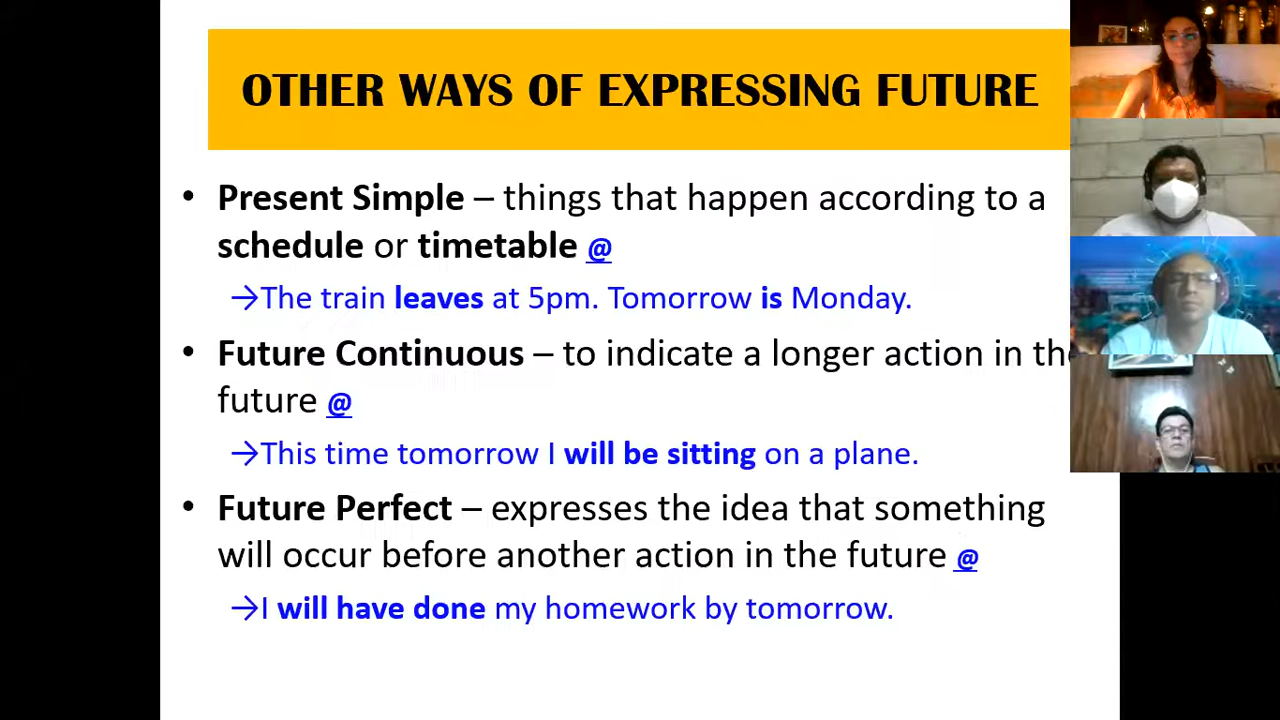 OTHER WAYS OF EXPRESSING FUTURE
• Present Simple – things that happen according to a
schedule or timetable @
→The train leaves at 5pm. Tomorrow is Monday.
• Future Continuous – to indicate a longer action in the
future @
→This time tomorrow I will be sitting on a plane.
• Future Perfect – expresses the idea that something
will occur before another action in the future @
→I will have done my homework by tomorrow.